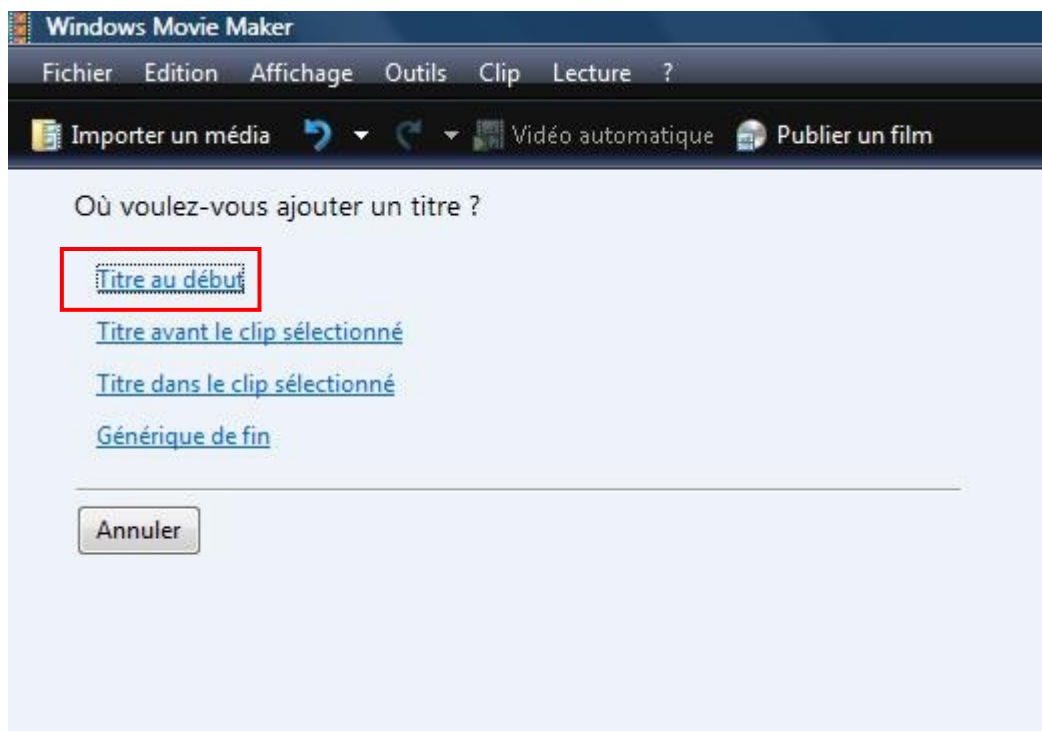 Windows Movie Maker
Fichier Edition Affichage Outils Clip Lecture ?
Importer un média Vidéo automatique Publier un film
Où voulez-vous ajouter un titre ?
Titre au début
Titre avant le clip sélectionné
Titre dans le clip sélectionné
Générique de fin
Annuler